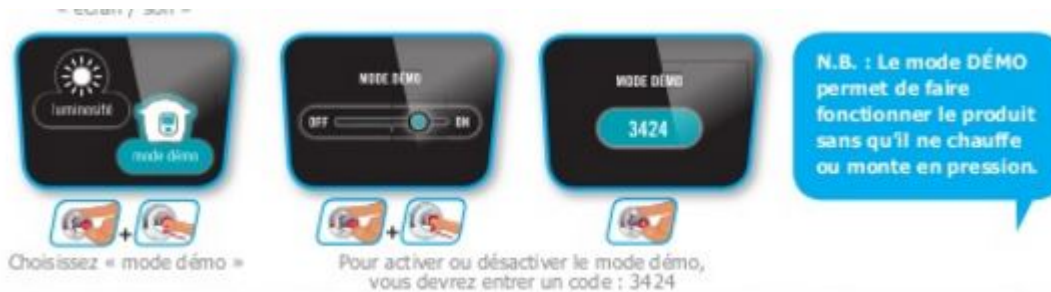 « écran / son »
luminosité
mode démo
MODE DÉMO
OFF ON
MODE DÉMO
3424
N.B. : Le mode DÉMO
permet de faire
fonctionner le produit
sans qu'il ne chauffe
ou monte en pression.
+
+
Choisissez « mode démo »
Pour activer ou désactiver le mode démo,
vous devrez entrer un code : 3424